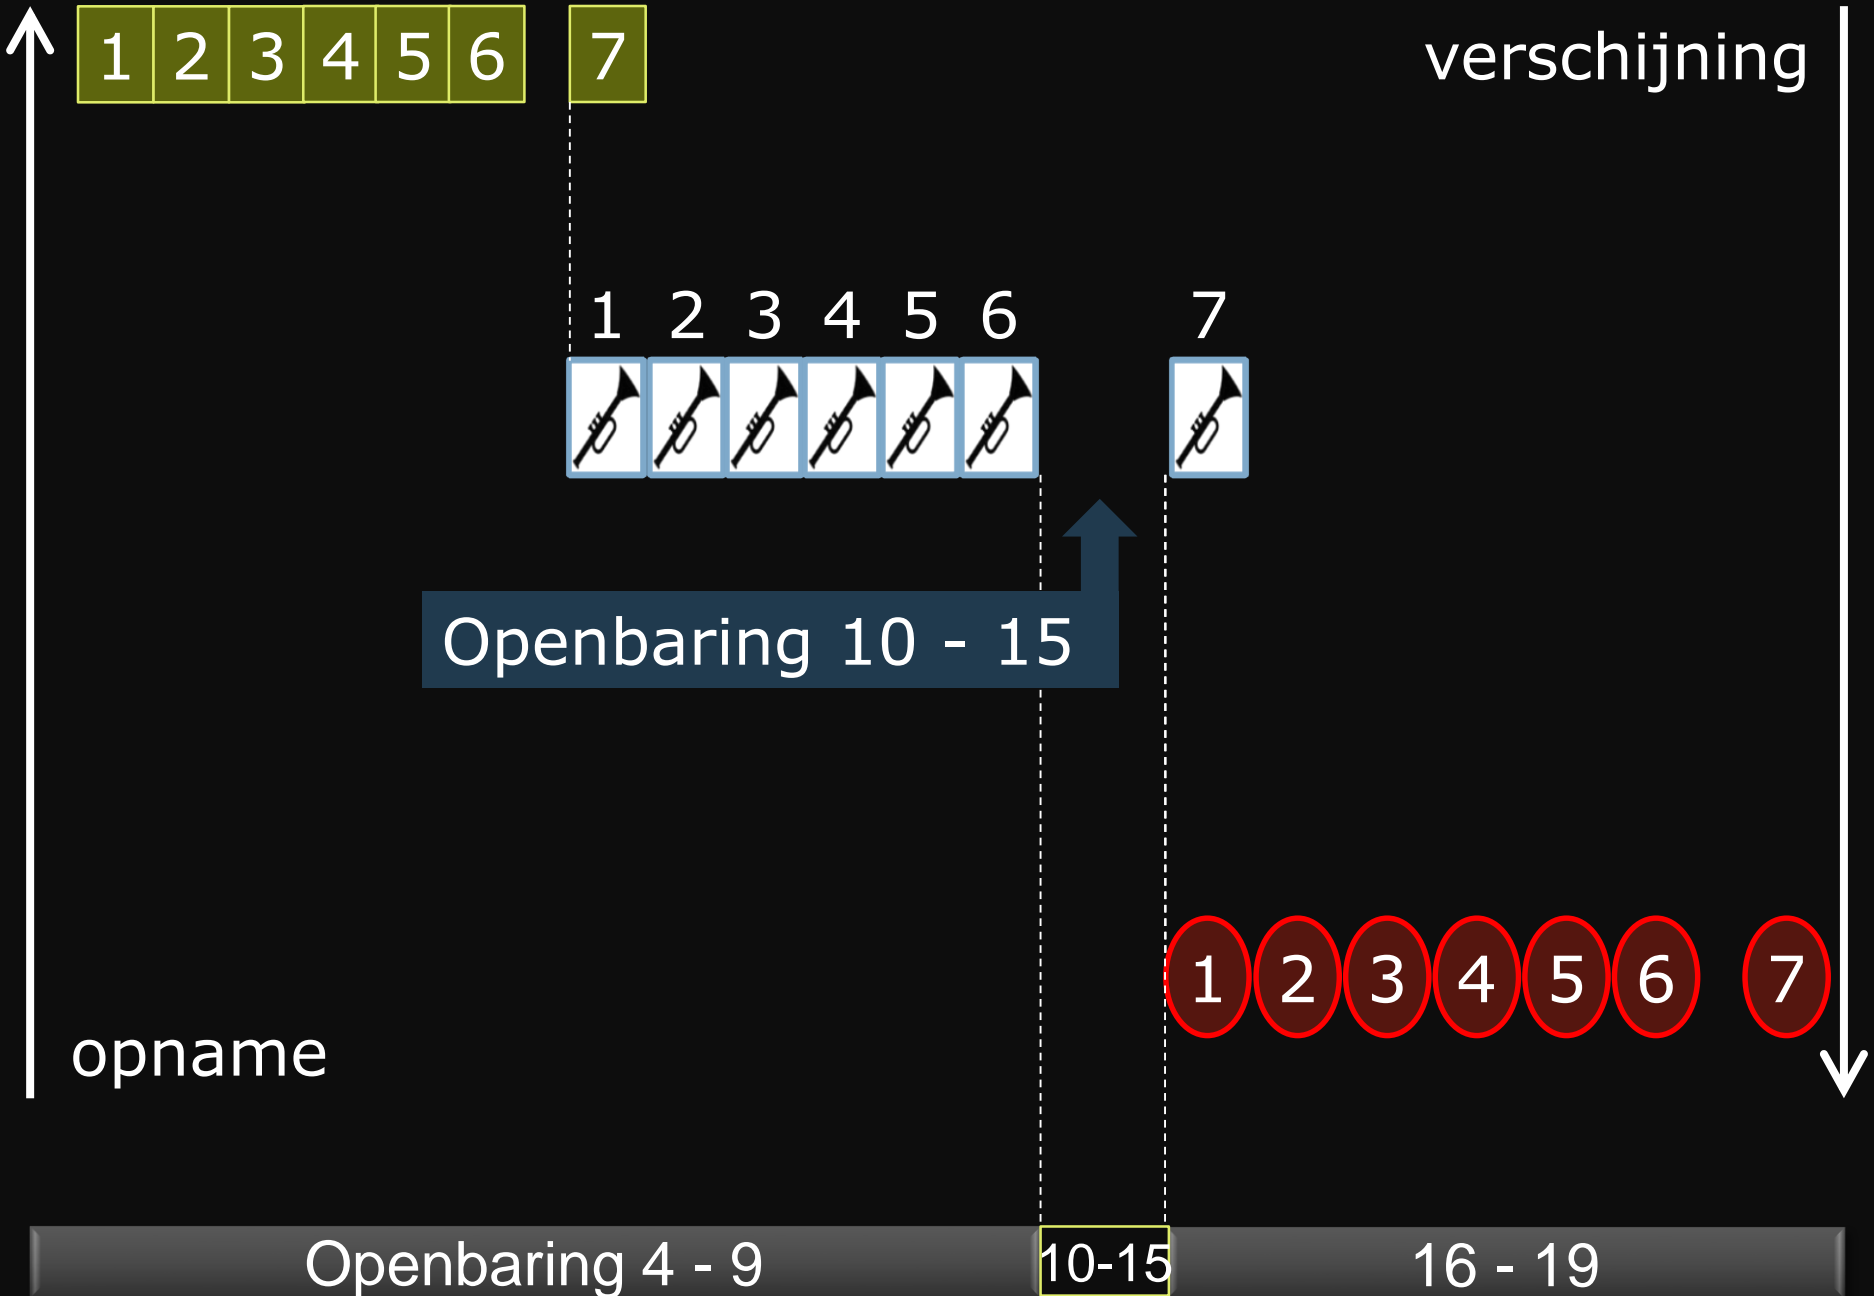 1 2 3 4 5 6 7
verschijning
1 2 3 4 5 6 7
Openbaring 10 - 15
1 2 3 4 5 6 7
opname
Openbaring 4 - 9
10-15
16 - 19